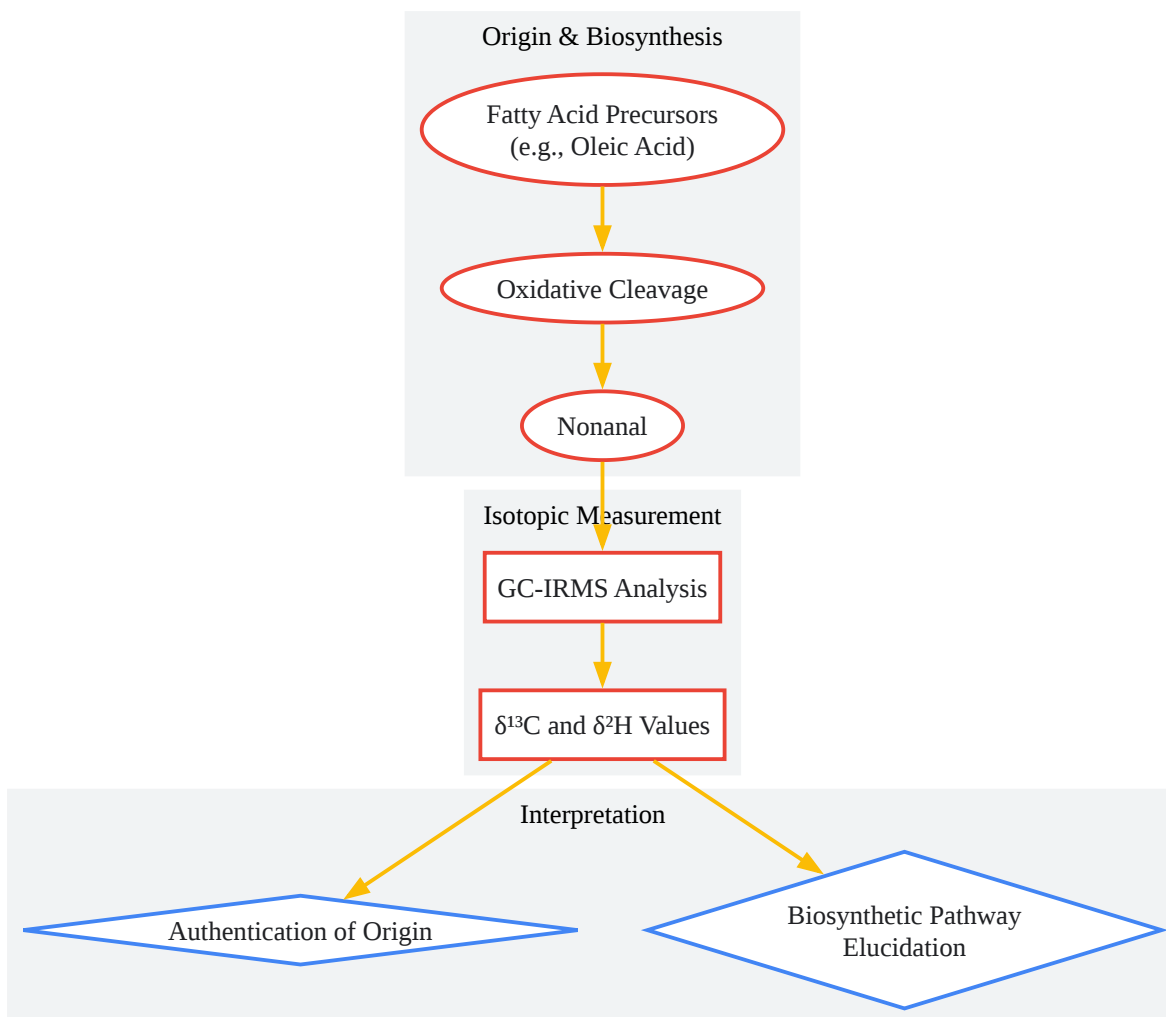 Origin & Biosynthesis
Fatty Acid Precursors
(e.g., Oleic Acid)
Oxidative Cleavage
Nonanal
Isotopic Measurement
GC-IRMS Analysis
δ¹³C and δ²H Values
Interpretation
Authentication of Origin
Biosynthetic Pathway
Elucidation